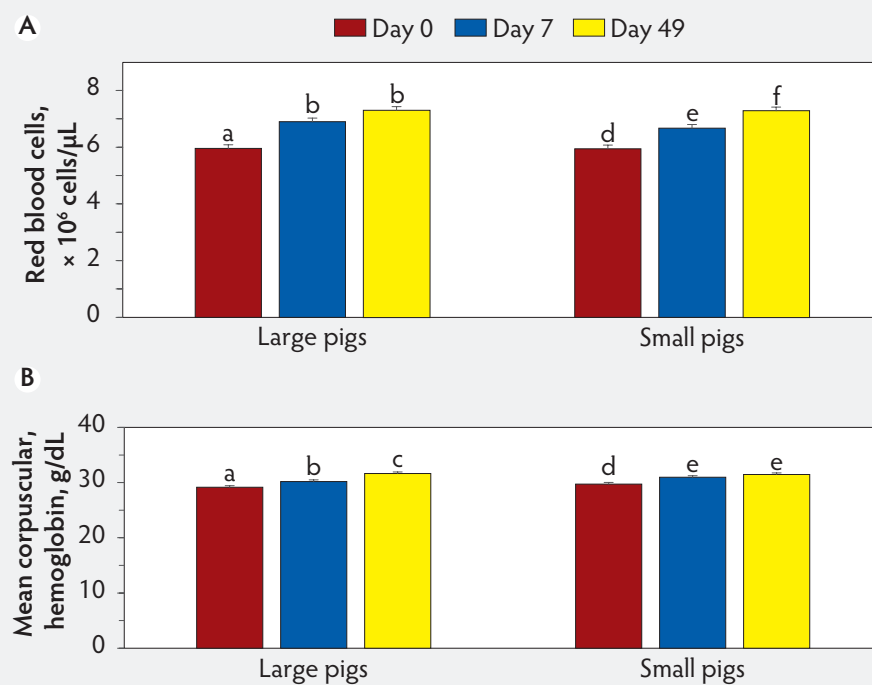 A
Day 0 Day 7 Day 49
Red blood cells,
× 10⁶ cells/µL
8
6
4
2
0
a b b d e f
Large pigs Small pigs
B
Mean corpuscular,
hemoglobin, g/dL
40
30
20
10
0
a b c d e e
Large pigs Small pigs